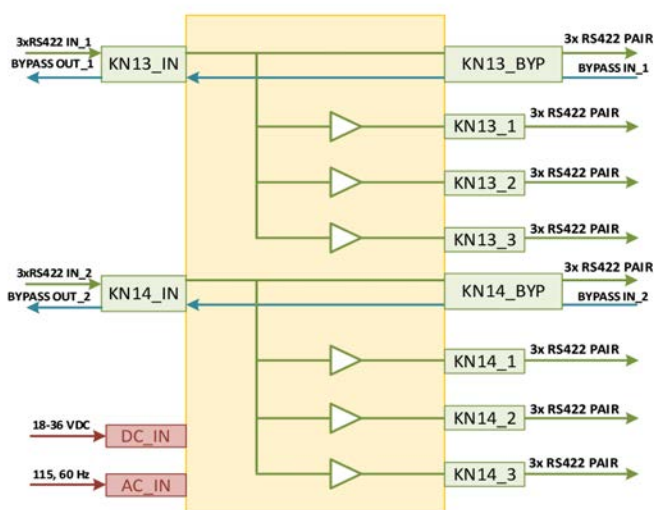 3xRS422 IN_1
BYPASS OUT_1
KN13_IN
KN13_BYP
3x RS422 PAIR
BYPASS IN_1
KN13_1
3x RS422 PAIR
KN13_2
3x RS422 PAIR
KN13_3
3x RS422 PAIR
3xRS422 IN_2
BYPASS OUT_2
KN14_IN
KN14_BYP
3x RS422 PAIR
BYPASS IN_2
KN14_1
3x RS422 PAIR
KN14_2
3x RS422 PAIR
KN14_3
3x RS422 PAIR
18-36 VDC
DC_IN
115, 60 Hz
AC_IN